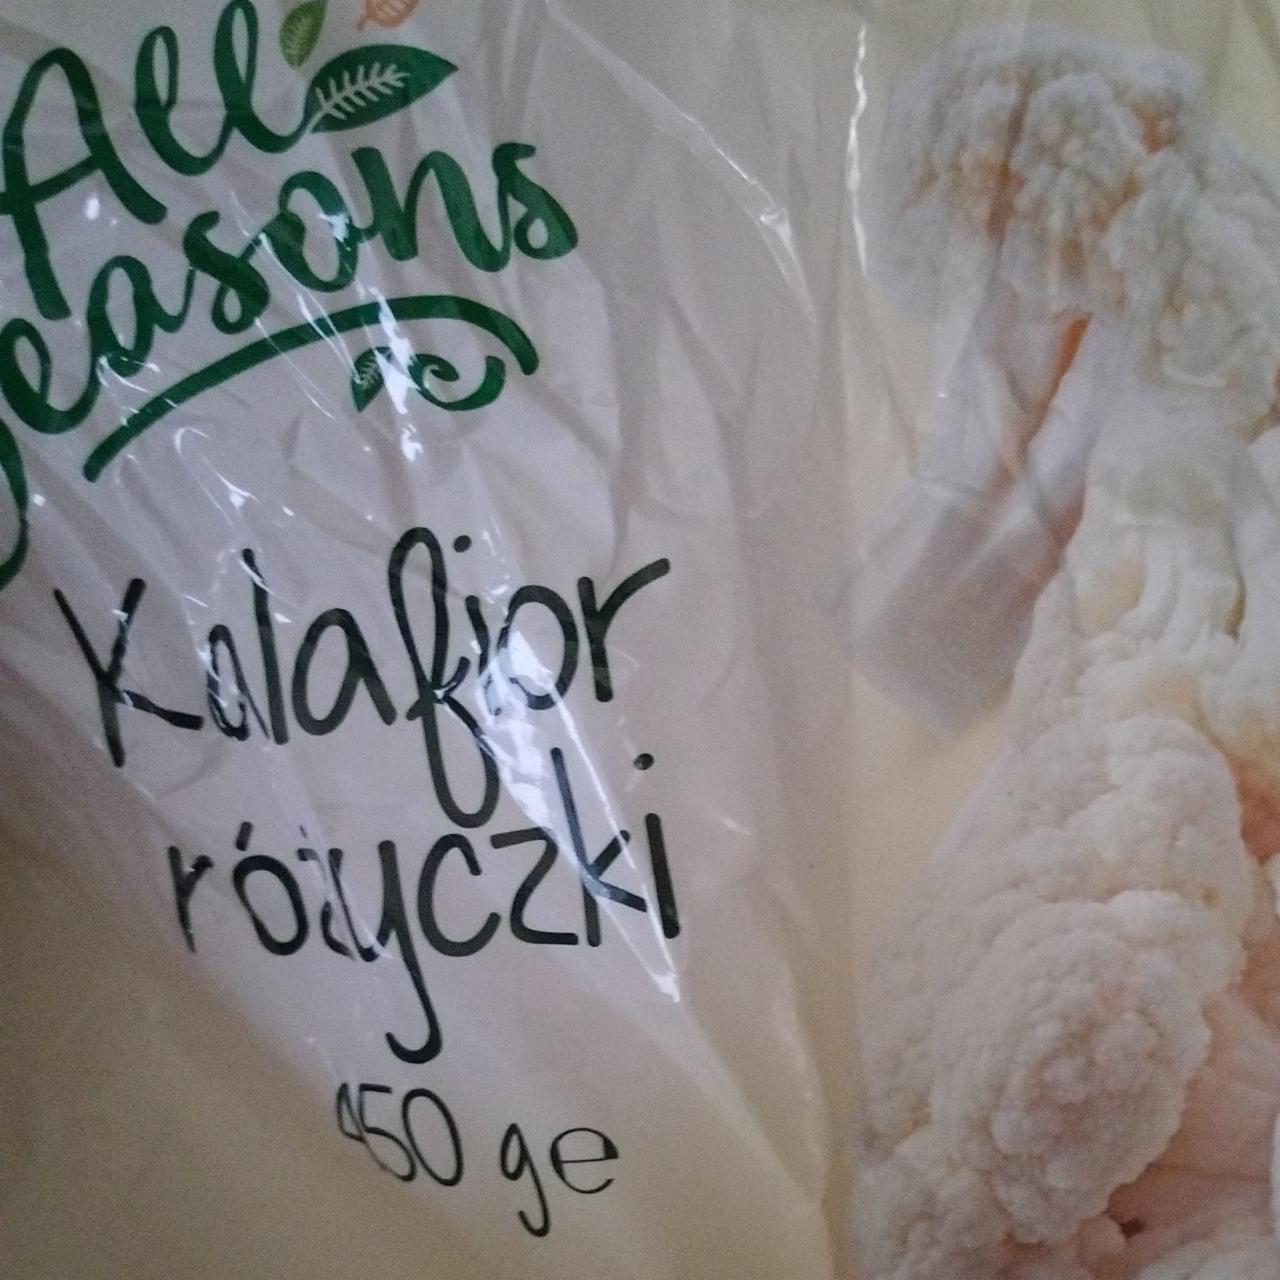 All
Seasons
Kalafior
różyczki
450 g e